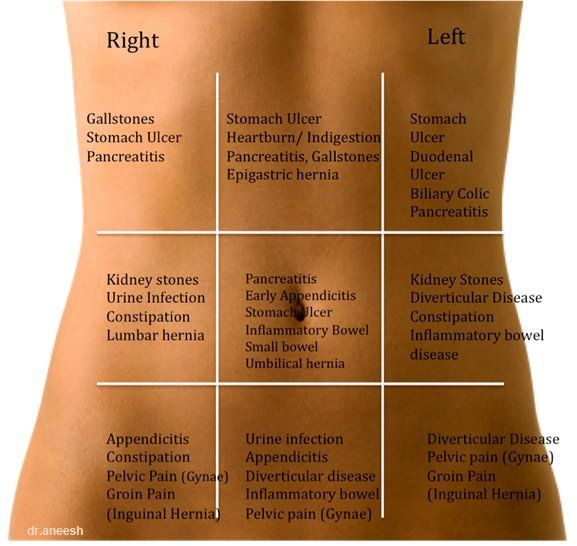 Right
Left
Gallstones
Stomach Ulcer
Pancreatitis
Stomach Ulcer
Heartburn/ Indigestion
Pancreatitis, Gallstones
Epigastric hernia
Stomach
Ulcer
Duodenal
Ulcer
Biliary Colic
Pancreatitis
Kidney stones
Urine Infection
Constipation
Lumbar hernia
Pancreatitis
Early Appendicitis
Stomach Ulcer
Inflammatory Bowel
Small bowel
Umbilical hernia
Kidney Stones
Diverticular Disease
Constipation
Inflammatory bowel
disease
Appendicitis
Constipation
Pelvic Pain (Gynae)
Groin Pain
(Inguinal Hernia)
Urine infection
Appendicitis
Diverticular disease
Inflammatory bowel
Pelvic pain (Gynae)
Diverticular Disease
Pelvic pain (Gynae)
Groin Pain
(Inguinal Hernia)
dr.aneesh